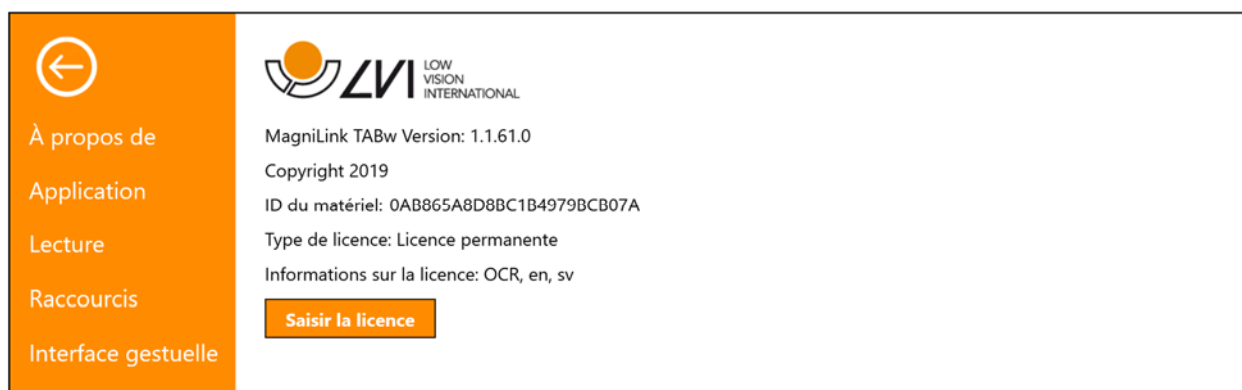 À propos de
Application
Lecture
Raccourcis
Interface gestuelle
LVI
LOW
VISION
INTERNATIONAL
MagniLink TABw Version: 1.1.61.0
Copyright 2019
ID du matériel: 0AB865A8D8BC1B4979BCB07A
Type de licence: Licence permanente
Informations sur la licence: OCR, en, sv
Saisir la licence